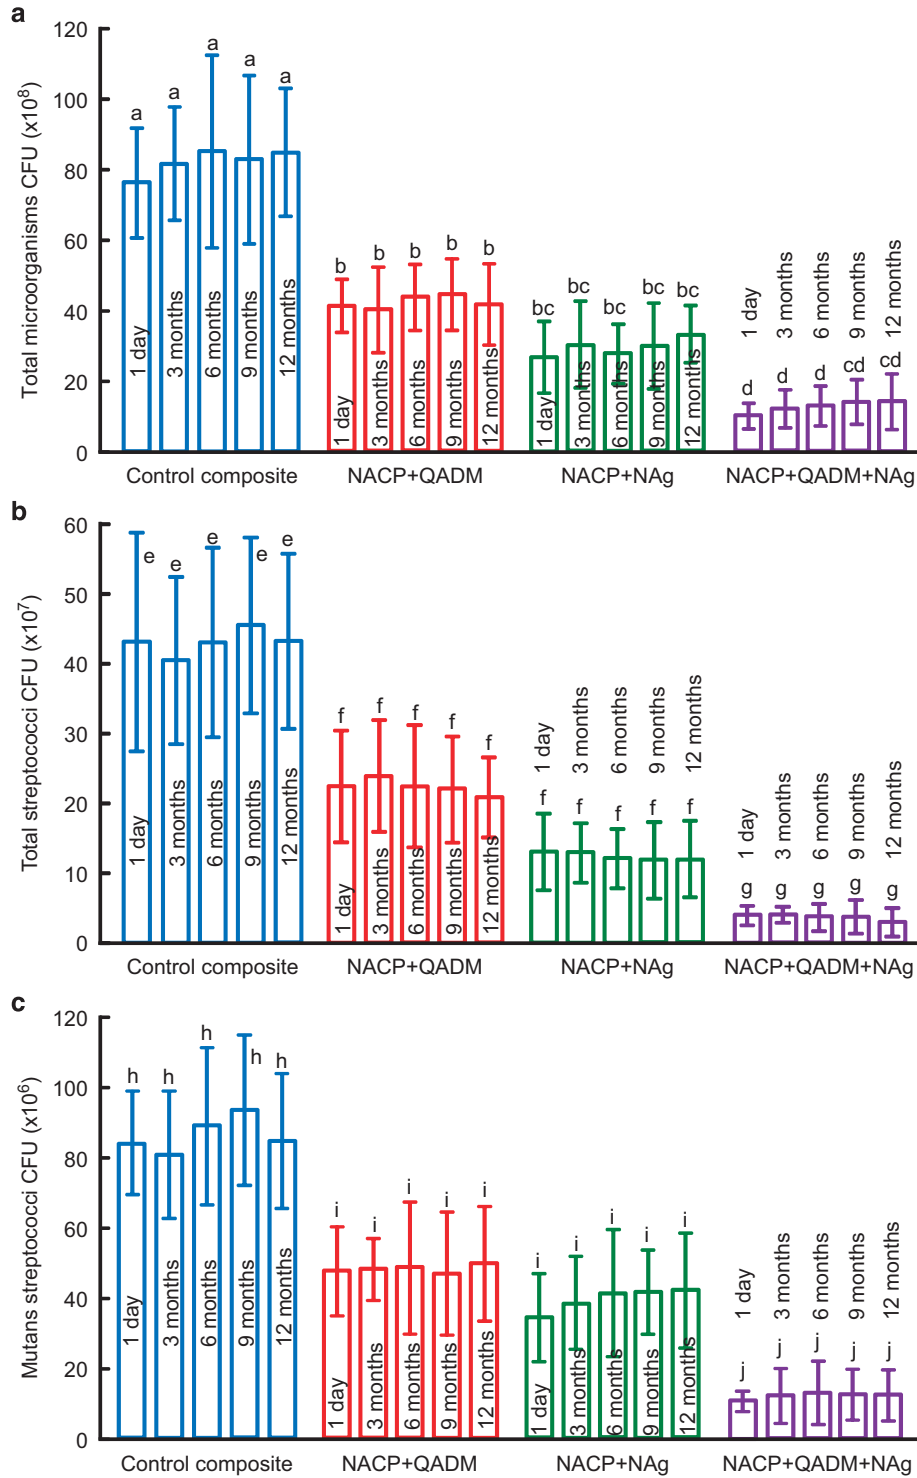 a
Total microorganisms CFU (x10⁸)
120
100
80
60
40
20
0
a
a
a
a
a
1 day
3 months
6 months
9 months
12 months
b
b
b
b
b
1 day
3 months
6 months
9 months
12 months
bc
bc
bc
bc
bc
1 day
3 months
6 months
9 months
12 months
1 day
3 months
6 months
9 months
12 months
d
d
d
cd
cd
Control composite
NACP+QADM
NACP+NAg
NACP+QADM+NAg
b
Total streptococci CFU (x10⁷)
60
50
40
30
20
10
0
e
e
e
e
e
1 day
3 months
6 months
9 months
12 months
f
f
f
f
f
1 day
3 months
6 months
9 months
12 months
1 day
3 months
6 months
9 months
12 months
f
f
f
f
f
1 day
3 months
6 months
9 months
12 months
g
g
g
g
g
Control composite
NACP+QADM
NACP+NAg
NACP+QADM+NAg
c
Mutans streptococci CFU (x10⁶)
120
100
80
60
40
20
0
h
h
h
h
h
1 day
3 months
6 months
9 months
12 months
i
i
i
i
i
1 day
3 months
6 months
9 months
12 months
i
i
i
i
i
1 day
3 months
6 months
9 months
12 months
1 day
3 months
6 months
9 months
12 months
j
j
j
j
j
Control composite
NACP+QADM
NACP+NAg
NACP+QADM+NAg